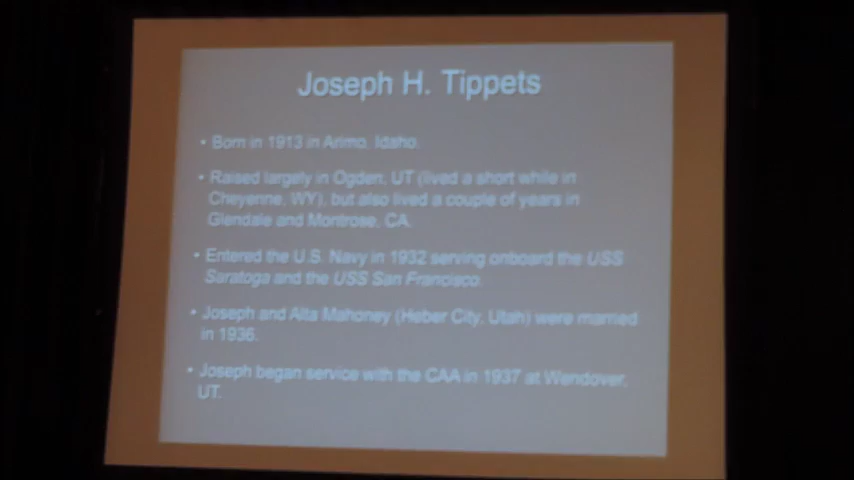 Joseph H. Tippets
• Born in 1913 in Arimo, Idaho.
• Raised largely in Ogden, UT (lived a short while in
Cheyenne, WY), but also lived a couple of years in
Glendale and Montrose, CA.
• Entered the U.S. Navy in 1932 serving onboard the USS
Saratoga and the USS San Francisco.
• Joseph and Alta Mahoney (Heber City, Utah) were married
in 1936.
• Joseph began service with the CAA in 1937 at Wendover,
UT.